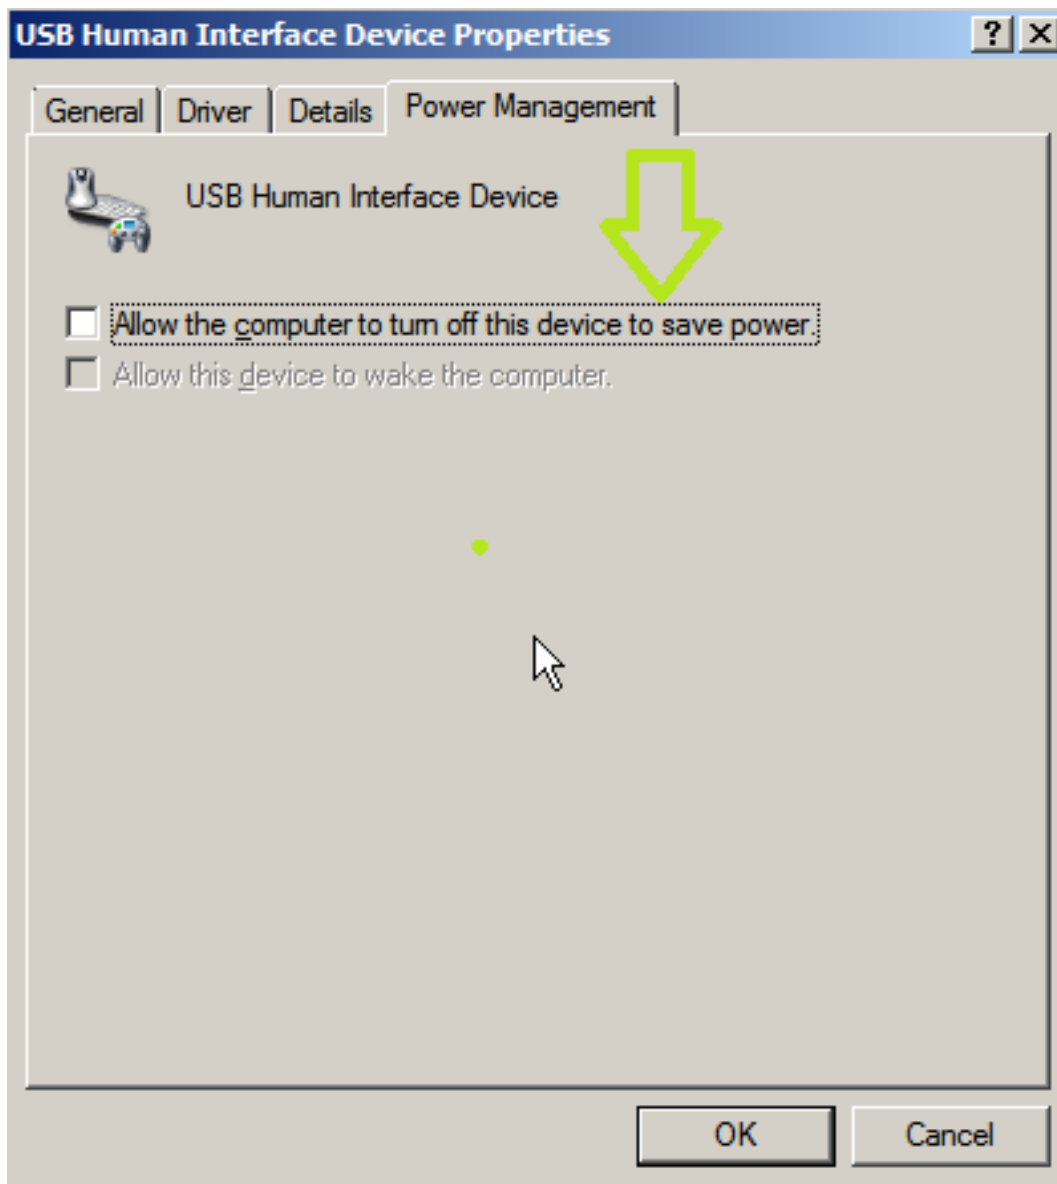 USB Human Interface Device Properties
General Driver Details Power Management
USB Human Interface Device
Allow the computer to turn off this device to save power.
Allow this device to wake the computer.
OK Cancel